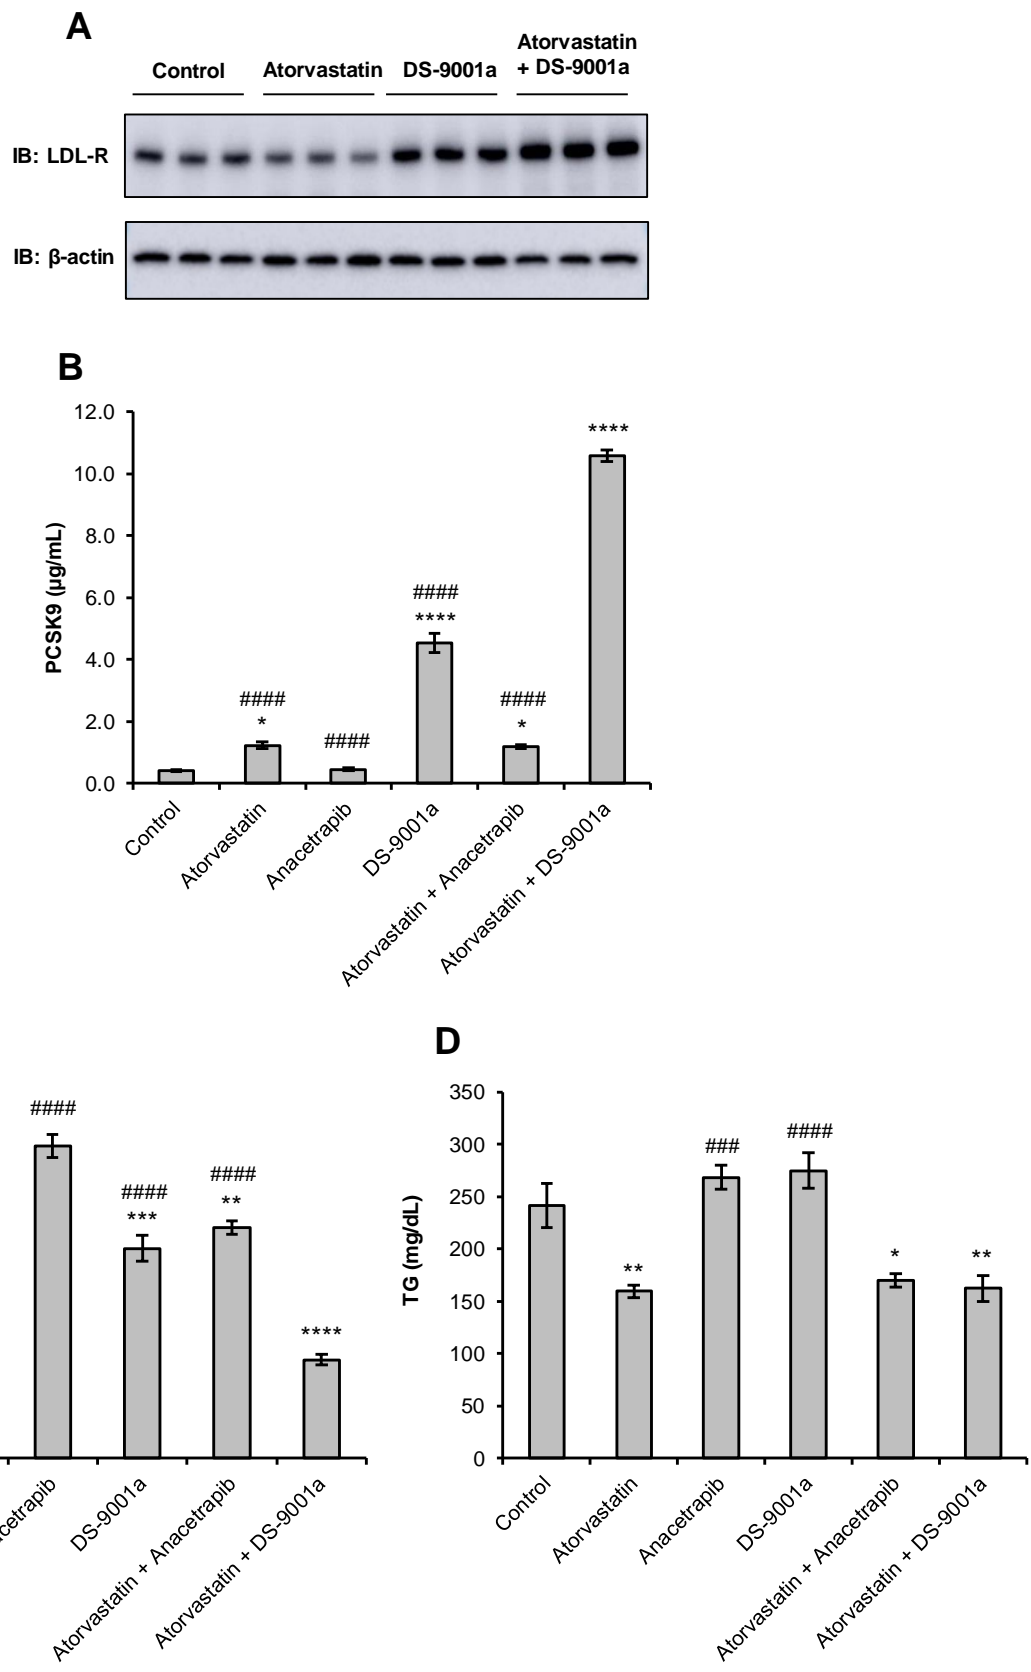 A
Control
Atorvastatin
DS-9001a
Atorvastatin
+ DS-9001a
IB: LDL-R
IB: β-actin
B
PCSK9 (µg/mL)
12.0
10.0
8.0
6.0
4.0
2.0
0.0
####
*
####
####
****
####
*
****
Control
Atorvastatin
Anacetrapib
DS-9001a
Atorvastatin + Anacetrapib
Atorvastatin + DS-9001a
####
####
***
####
**
****
cetrapib
DS-9001a
Atorvastatin + Anacetrapib
Atorvastatin + DS-9001a
D
TG (mg/dL)
350
300
250
200
150
100
50
0
**
###
####
*
**
Control
Atorvastatin
Anacetrapib
DS-9001a
Atorvastatin + Anacetrapib
Atorvastatin + DS-9001a